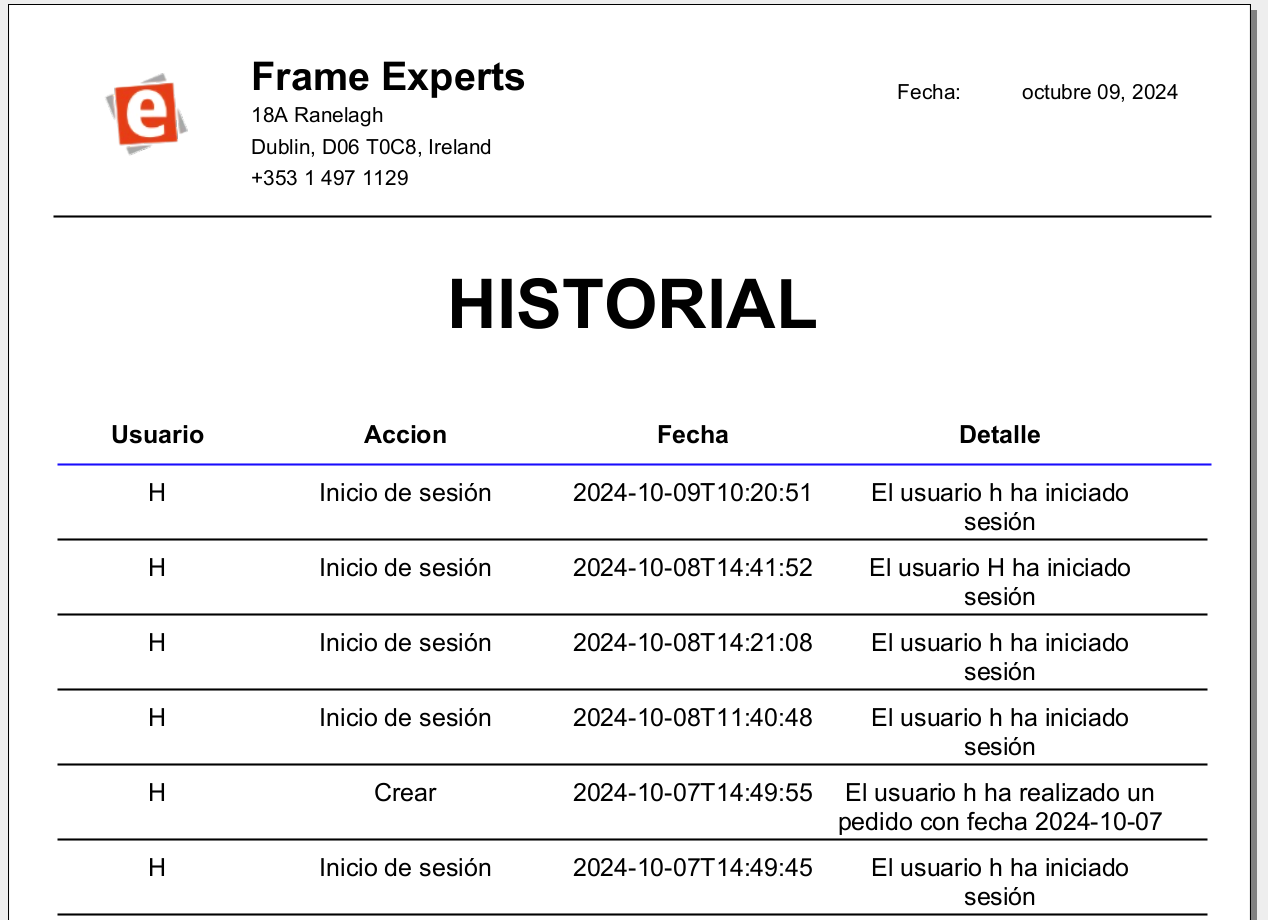 e
Frame Experts
18A Ranelagh
Dublin, D06 T0C8, Ireland
+353 1 497 1129
Fecha: octubre 09, 2024
HISTORIAL
Usuario Accion Fecha Detalle
H Inicio de sesión 2024-10-09T10:20:51 El usuario h ha iniciado
sesión
H Inicio de sesión 2024-10-08T14:41:52 El usuario H ha iniciado
sesión
H Inicio de sesión 2024-10-08T14:21:08 El usuario h ha iniciado
sesión
H Inicio de sesión 2024-10-08T11:40:48 El usuario h ha iniciado
sesión
H Crear 2024-10-07T14:49:55 El usuario h ha realizado un
pedido con fecha 2024-10-07
H Inicio de sesión 2024-10-07T14:49:45 El usuario h ha iniciado
sesión